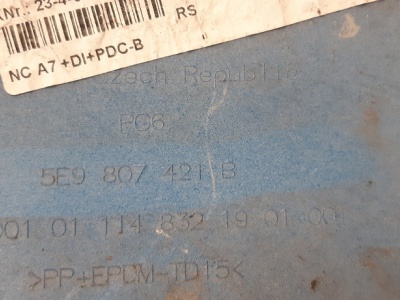 RS
NC A7 +DI+PDC-B
Czech Republic
PG6
5E9 807 421 B
001 01 114 832 19 01 00
>PP+EPDM-TD15<